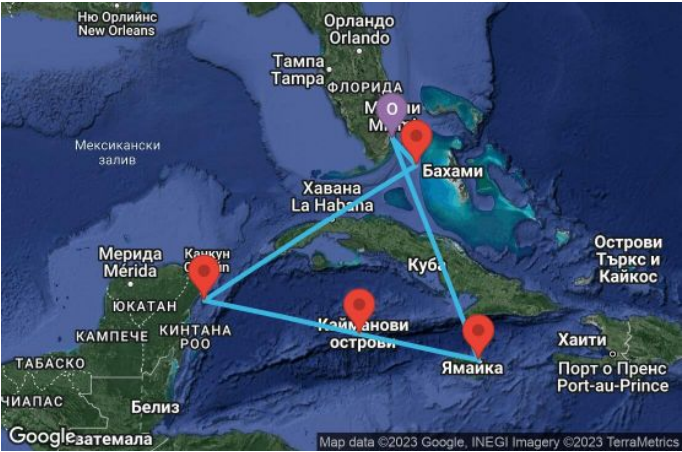 Ню Орлийнс
New Orleans
Орландо
Orlando
Тампа
Tampa
ФЛОРИДА
O
Мексикански
залив
Бахами
Хавана
La Habana
Мерида
Mérida
Канкун
Куба
Острови
Търкс и
Кайкос
ЮКАТАН
КАМПЕЧЕ
КИНТАНА
РОО
Кайманови
острови
Ямайка
Хаити
Порт о Пренс
Port-au-Prince
ТАБАСКО
ЧИАПАС
Белиз
Google
ватемала
Map data ©2023 Google, INEGI Imagery ©2023 TerraMetrics